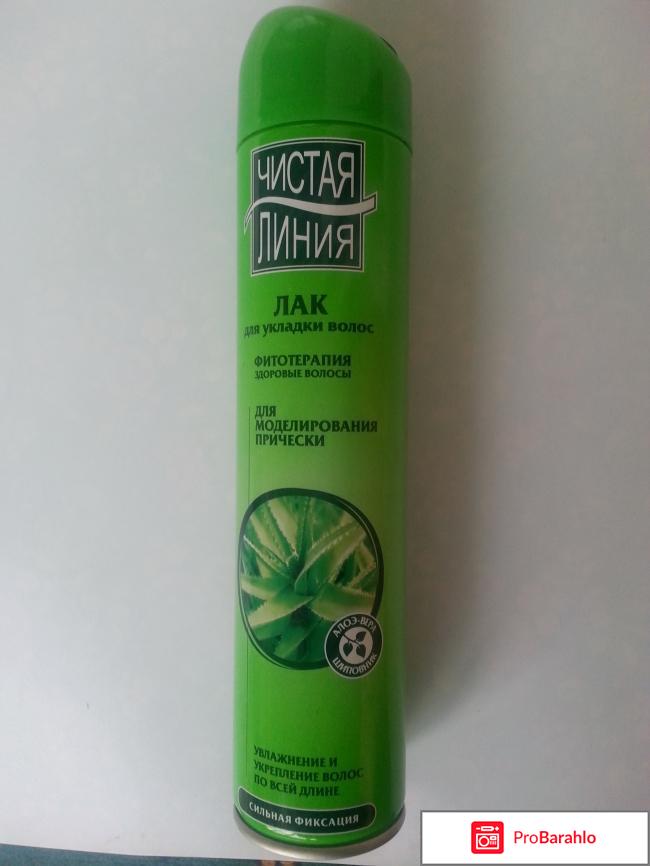 ЧИСТАЯ
ЛИНИЯ
ЛАК
для укладки волос
ФИТОТЕРАПИЯ
ЗДОРОВЫЕ ВОЛОСЫ
ДЛЯ
МОДЕЛИРОВАНИЯ
ПРИЧЕСКИ
АЛОЭ-ВЕРА
ШИПОВНИК
УВЛАЖНЕНИЕ И
УКРЕПЛЕНИЕ ВОЛОС
ПО ВСЕЙ ДЛИНЕ
СИЛЬНАЯ ФИКСАЦИЯ
ProBarahlo